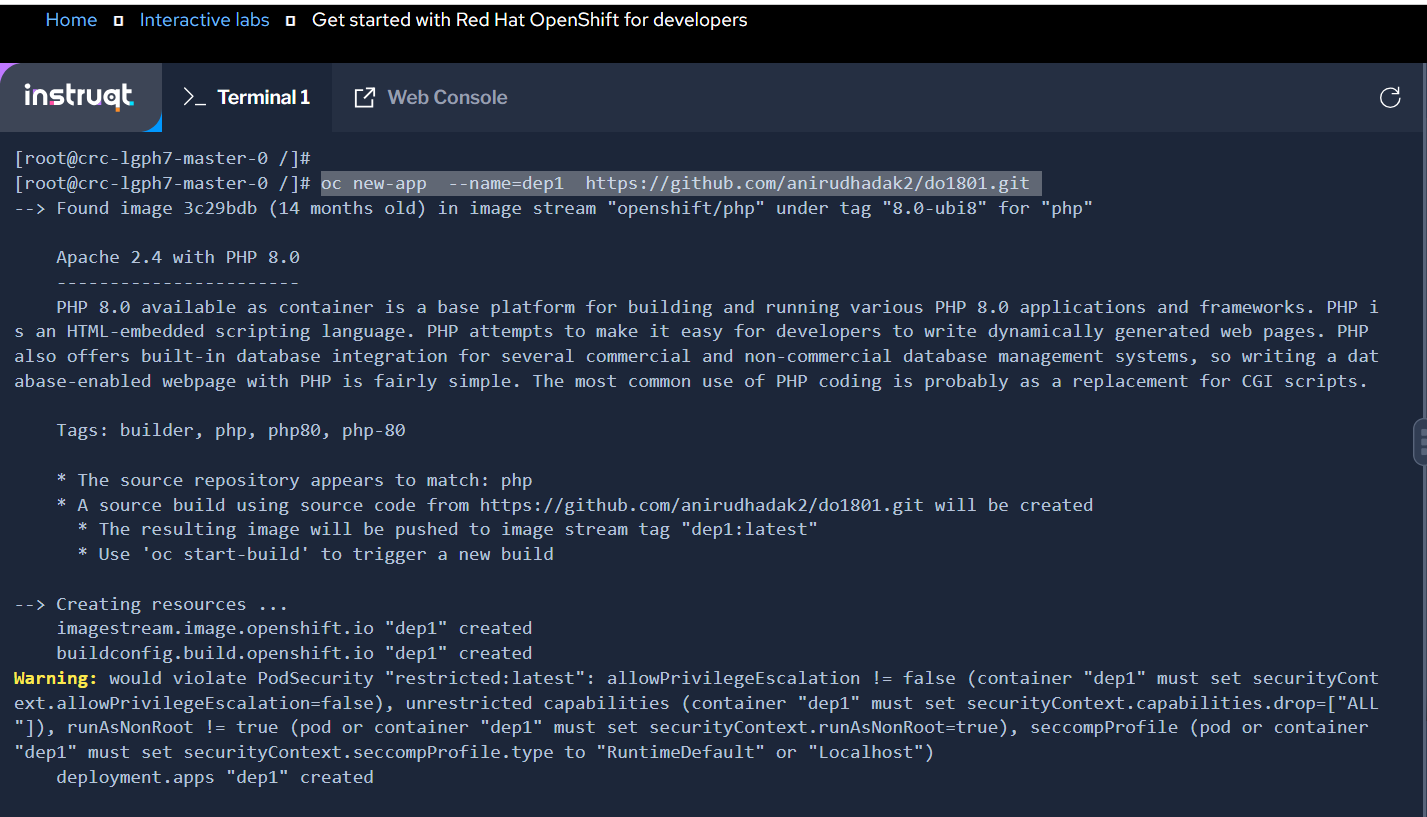 Home Interactive labs Get started with Red Hat OpenShift for developers
instruqt >_ Terminal 1 Web Console
[root@crc-lgph7-master-0 /]#
[root@crc-lgph7-master-0 /]# oc new-app  --name=dep1  https://github.com/anirudhadak2/do1801.git
--> Found image 3c29bdb (14 months old) in image stream "openshift/php" under tag "8.0-ubi8" for "php"
Apache 2.4 with PHP 8.0
-----------------------
PHP 8.0 available as container is a base platform for building and running various PHP 8.0 applications and frameworks. PHP i
s an HTML-embedded scripting language. PHP attempts to make it easy for developers to write dynamically generated web pages. PHP
also offers built-in database integration for several commercial and non-commercial database management systems, so writing a dat
abase-enabled webpage with PHP is fairly simple. The most common use of PHP coding is probably as a replacement for CGI scripts.
Tags: builder, php, php80, php-80
* The source repository appears to match: php
* A source build using source code from https://github.com/anirudhadak2/do1801.git will be created
* The resulting image will be pushed to image stream tag "dep1:latest"
* Use 'oc start-build' to trigger a new build
--> Creating resources ...
imagestream.image.openshift.io "dep1" created
buildconfig.build.openshift.io "dep1" created
Warning: would violate PodSecurity "restricted:latest": allowPrivilegeEscalation != false (container "dep1" must set securityCont
ext.allowPrivilegeEscalation=false), unrestricted capabilities (container "dep1" must set securityContext.capabilities.drop=["ALL
"]), runAsNonRoot != true (pod or container "dep1" must set securityContext.runAsNonRoot=true), seccompProfile (pod or container
"dep1" must set securityContext.seccompProfile.type to "RuntimeDefault" or "Localhost")
deployment.apps "dep1" created